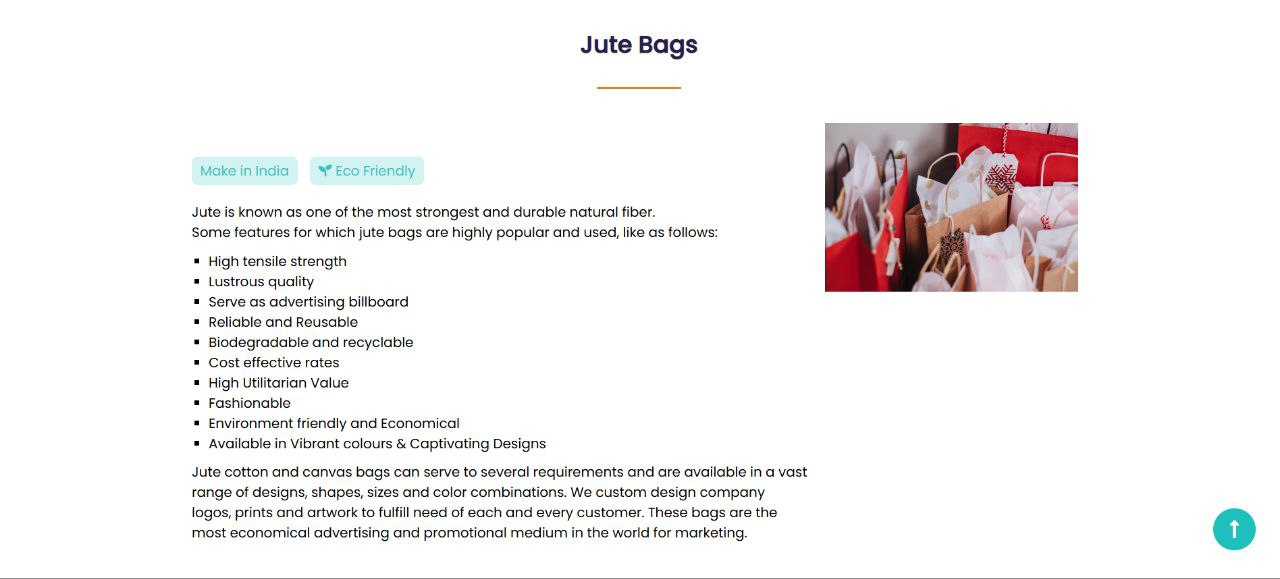 Jute Bags
Make in India
Eco Friendly
Jute is known as one of the most strongest and durable natural fiber.
Some features for which jute bags are highly popular and used, like as follows:
High tensile strength
Lustrous quality
Serve as advertising billboard
Reliable and Reusable
Biodegradable and recyclable
Cost effective rates
High Utilitarian Value
Fashionable
Environment friendly and Economical
Available in Vibrant colours & Captivating Designs
Jute cotton and canvas bags can serve to several requirements and are available in a vast
range of designs, shapes, sizes and color combinations. We custom design company
logos, prints and artwork to fulfill need of each and every customer. These bags are the
most economical advertising and promotional medium in the world for marketing.